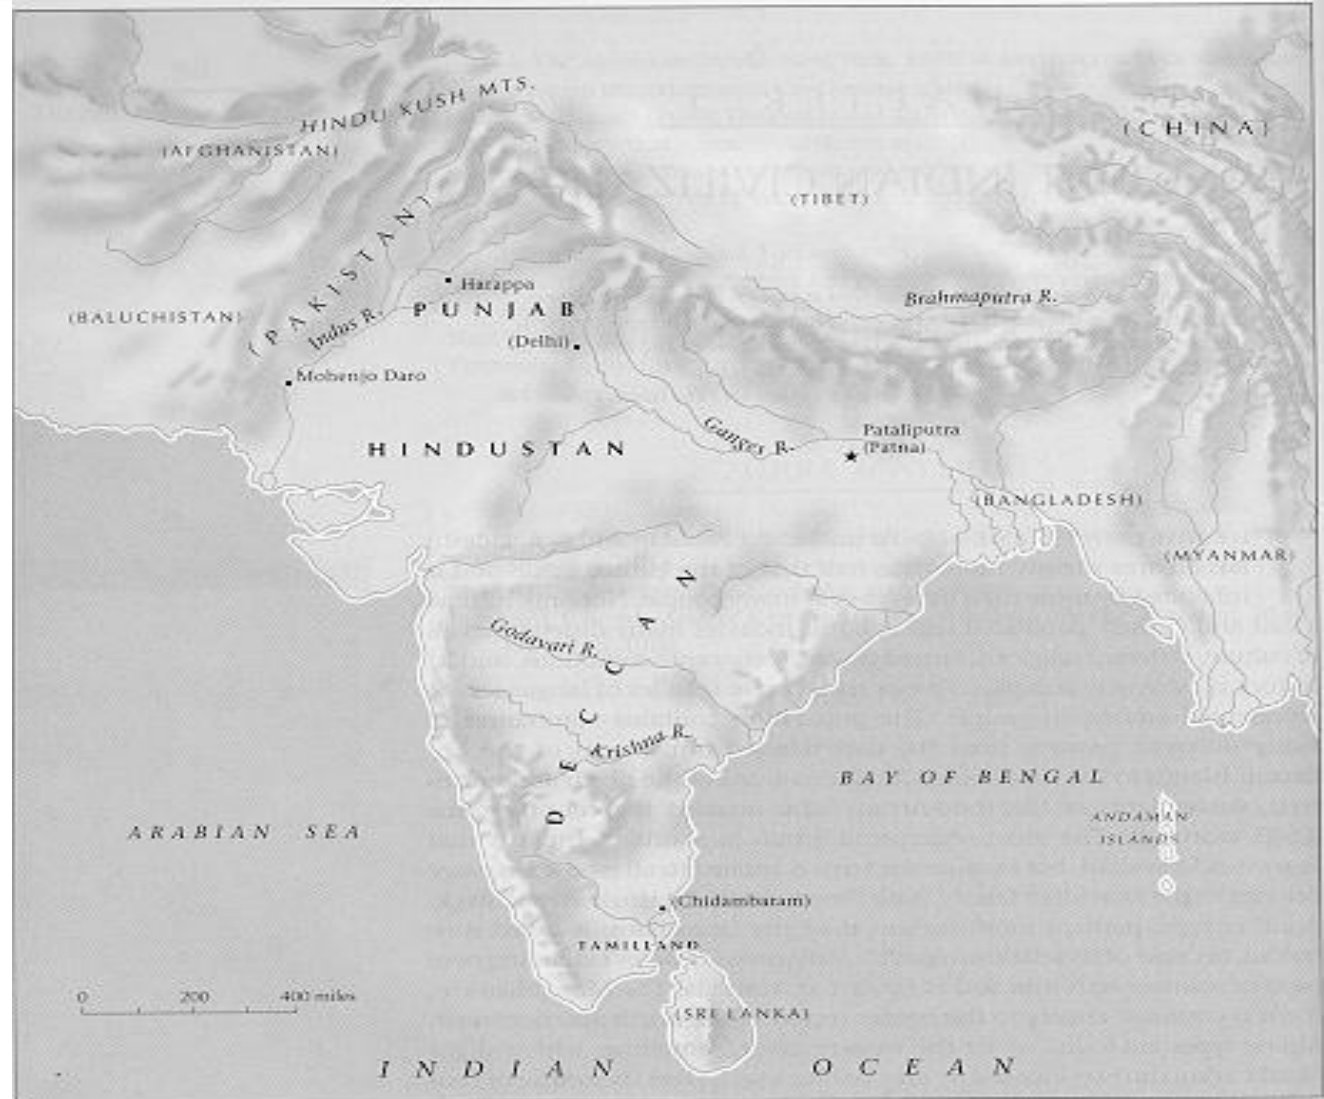 HINDU KUSH MTS.
(AFGHANISTAN)
(CHINA)
(TIBET)
(PAKISTAN)
Harappa
Brahmaputra R.
(BALUCHISTAN)
PUNJAB
Indus R.
(Delhi)
Mohenjo Daro
Ganges R.
Pataliputra
(Patna)
HINDUSTAN
(BANGLADESH)
(MYANMAR)
DECCAN
Godavari R.
Krishna R.
BAY OF BENGAL
ARABIAN SEA
ANDAMAN
ISLANDS
(Chidambaram)
TAMILLAND
0 200 400 miles
(SRI LANKA)
INDIAN OCEAN